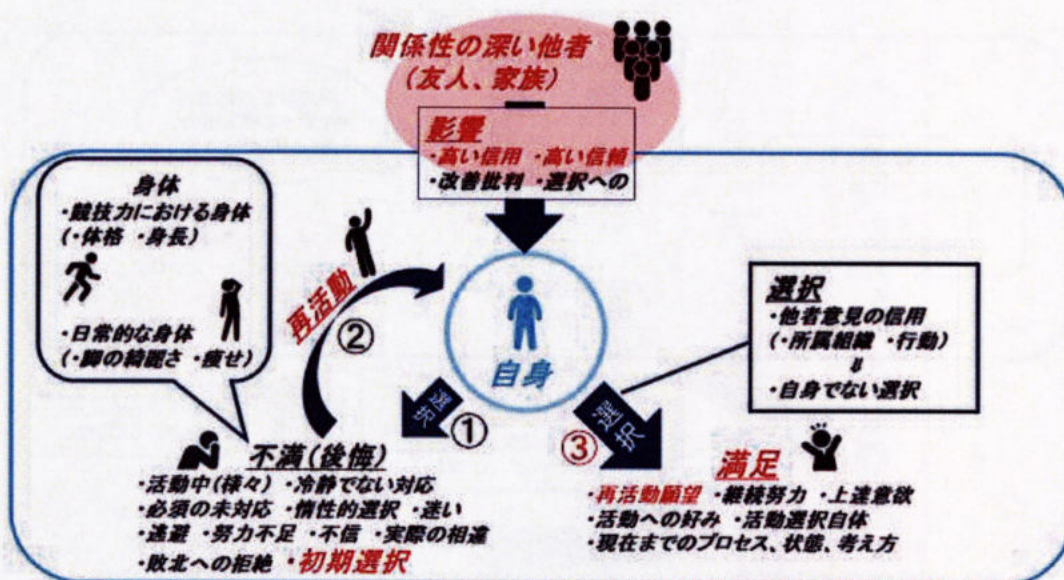 関係性の深い他者
(友人、家族)
影響
・高い信用 ・高い信頼
・改善批判 ・選択への
身体
・競技力における身体
(・体格 ・身長)
・日常的な身体
(・脚の綺麗さ ・痩せ)
再活動
②
自身
選択
・他者意見の信用
(・所属組織 ・行動)
⇓
・自身でない選択
①
③
選択
不満(後悔)
・活動中(様々) ・冷静でない対応
・必須の未対応 ・惰性的選択 ・迷い
・逃避 ・努力不足 ・不信 ・実際の相違
・敗北への拒絶 ・初期選択
満足
・再活動願望 ・継続努力 ・上達意欲
・活動への好み ・活動選択自体
・現在までのプロセス、状態、考え方